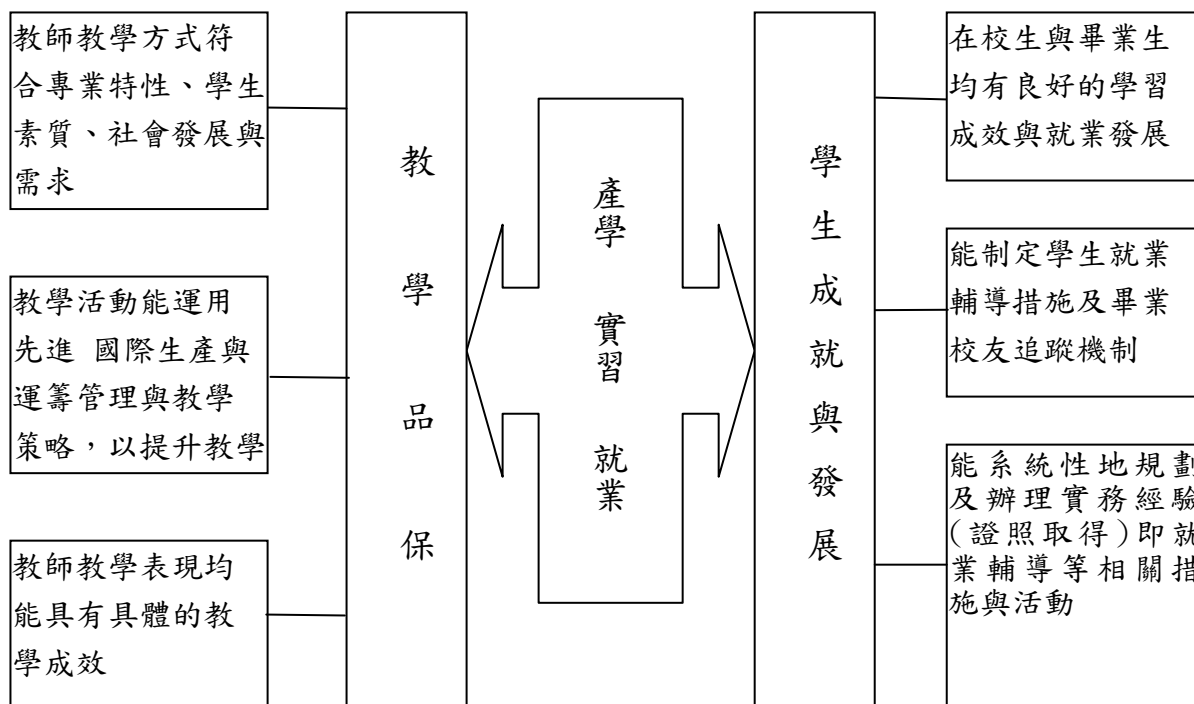 教師教學方式符
合專業特性、學生
素質、社會發展與
需求
教學活動能運用
先進 國際生產與
運籌管理與教學
策略，以提升教學
教師教學表現均
能具有具體的教
學成效
教學品保
產學
實習
就業
學生成就與發展
在校生與畢業生
均有良好的學習
成效與就業發展
能制定學生就業
輔導措施及畢業
校友追蹤機制
能系統性地規劃
及辦理實務經驗
(證照取得)即就
業輔導等相關措
施與活動